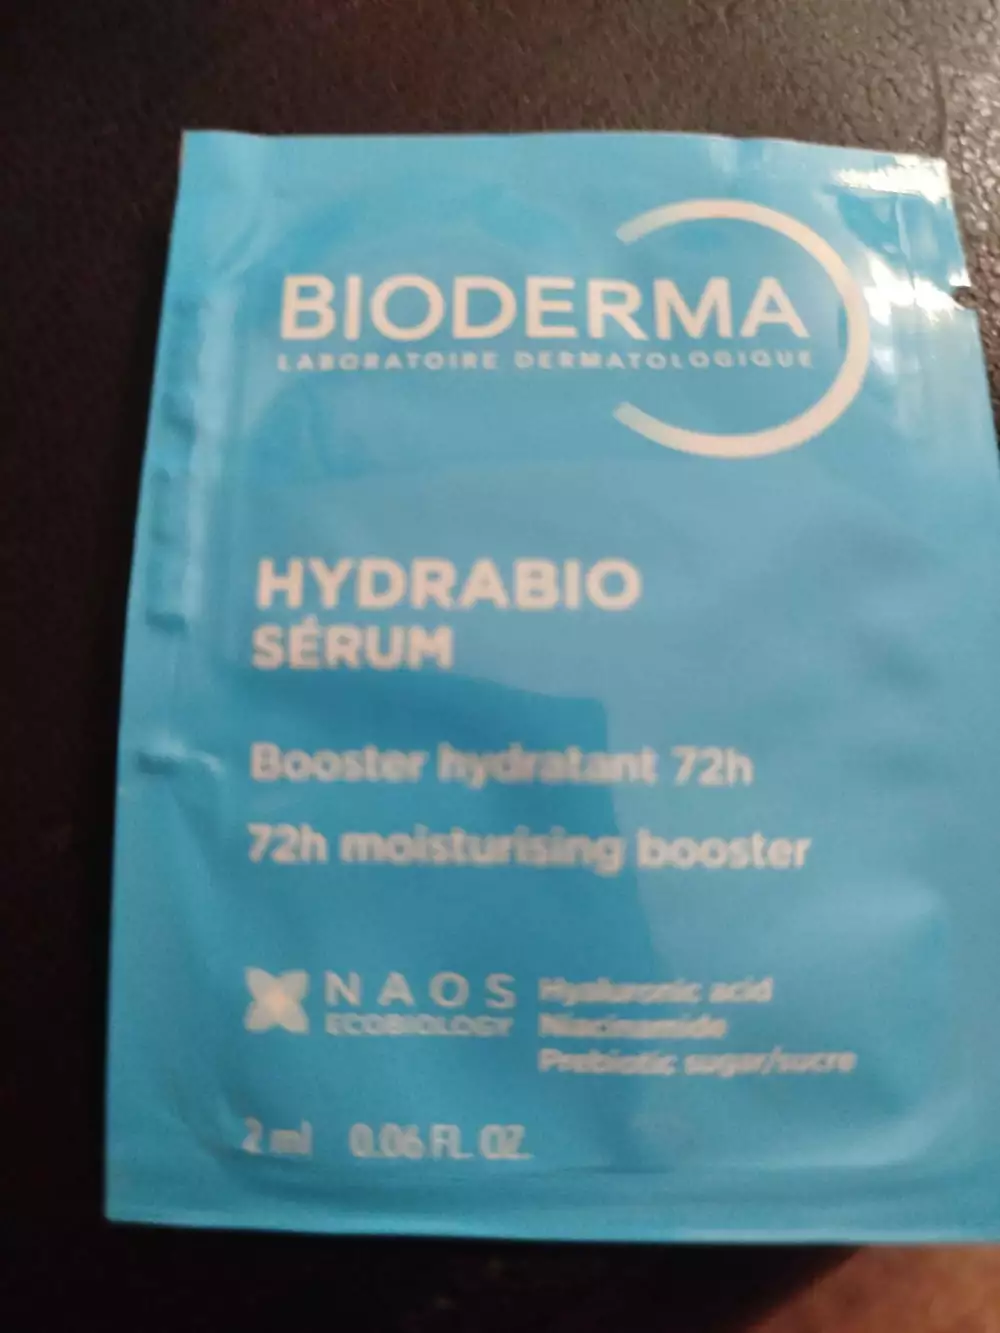 BIODERMA
LABORATOIRE DERMATOLOGIQUE
HYDRABIO
SÉRUM
Booster hydratant 72h
72h moisturising booster
NAOS
ECOBIOLOGY
Hyaluronic acid
Niacinamide
Prebiotic sugar/sucre
2 ml 0.06 FL. OZ.